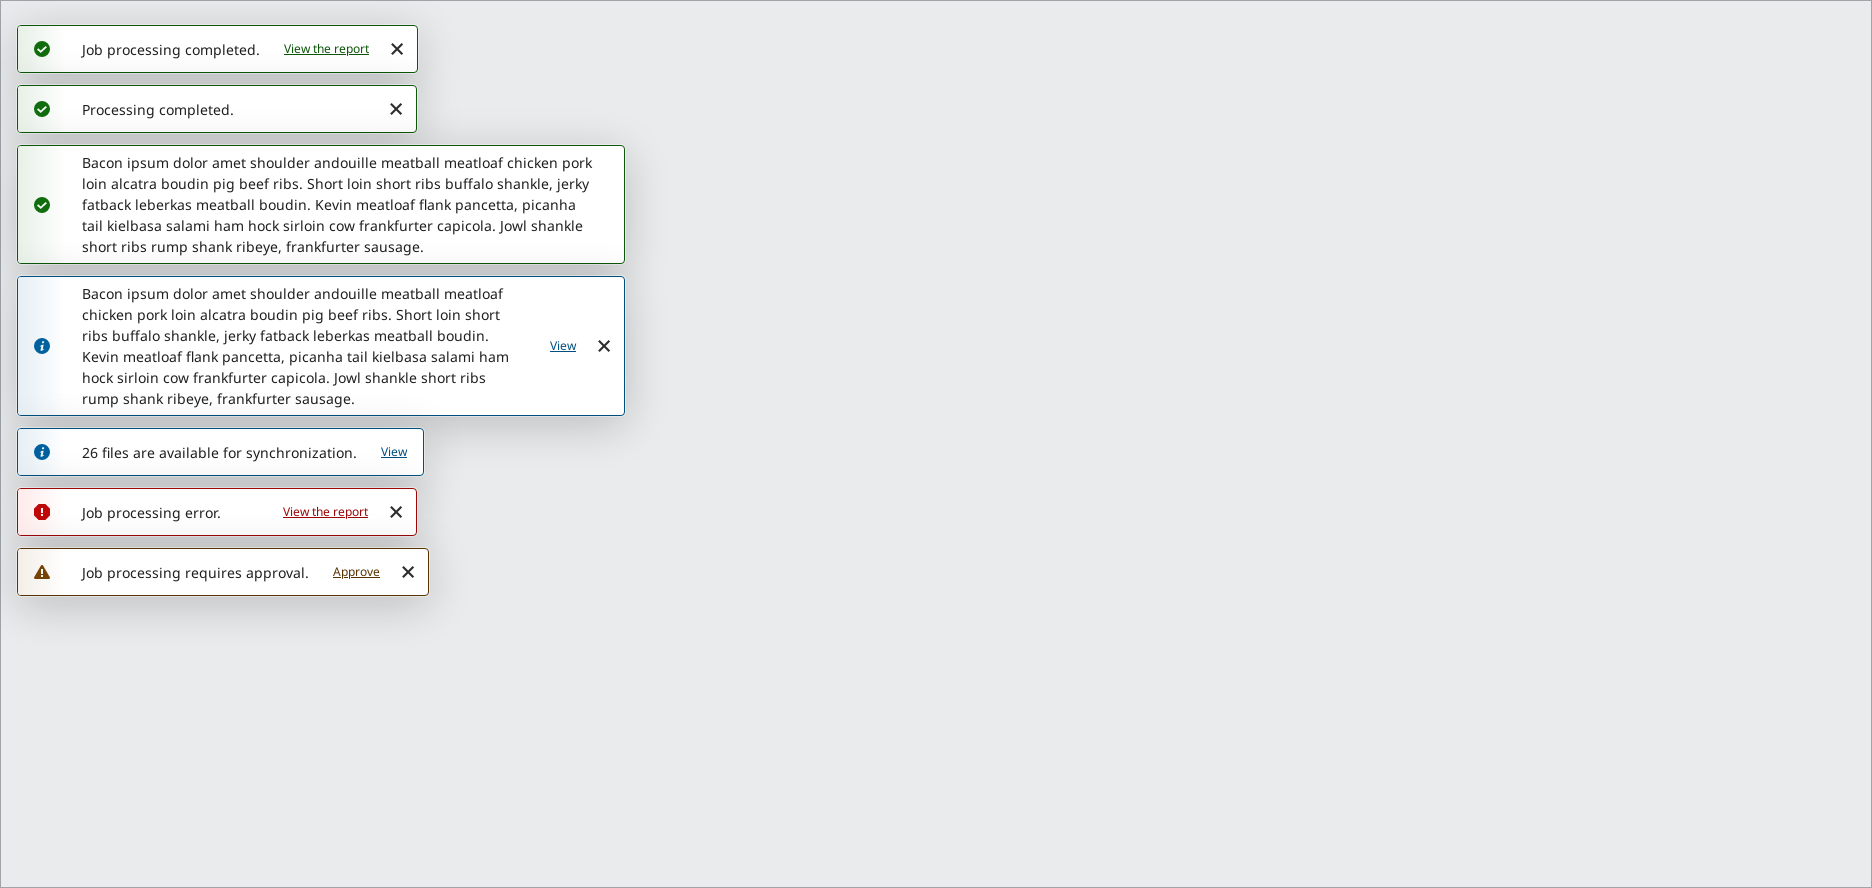 Job processing completed. View the report
Processing completed.
Bacon ipsum dolor amet shoulder andouille meatball meatloaf chicken pork
loin alcatra boudin pig beef ribs. Short loin short ribs buffalo shankle, jerky
fatback leberkas meatball boudin. Kevin meatloaf flank pancetta, picanha
tail kielbasa salami ham hock sirloin cow frankfurter capicola. Jowl shankle
short ribs rump shank ribeye, frankfurter sausage.
Bacon ipsum dolor amet shoulder andouille meatball meatloaf
chicken pork loin alcatra boudin pig beef ribs. Short loin short
ribs buffalo shankle, jerky fatback leberkas meatball boudin.
Kevin meatloaf flank pancetta, picanha tail kielbasa salami ham
hock sirloin cow frankfurter capicola. Jowl shankle short ribs
rump shank ribeye, frankfurter sausage.
View
26 files are available for synchronization. View
Job processing error. View the report
Job processing requires approval. Approve